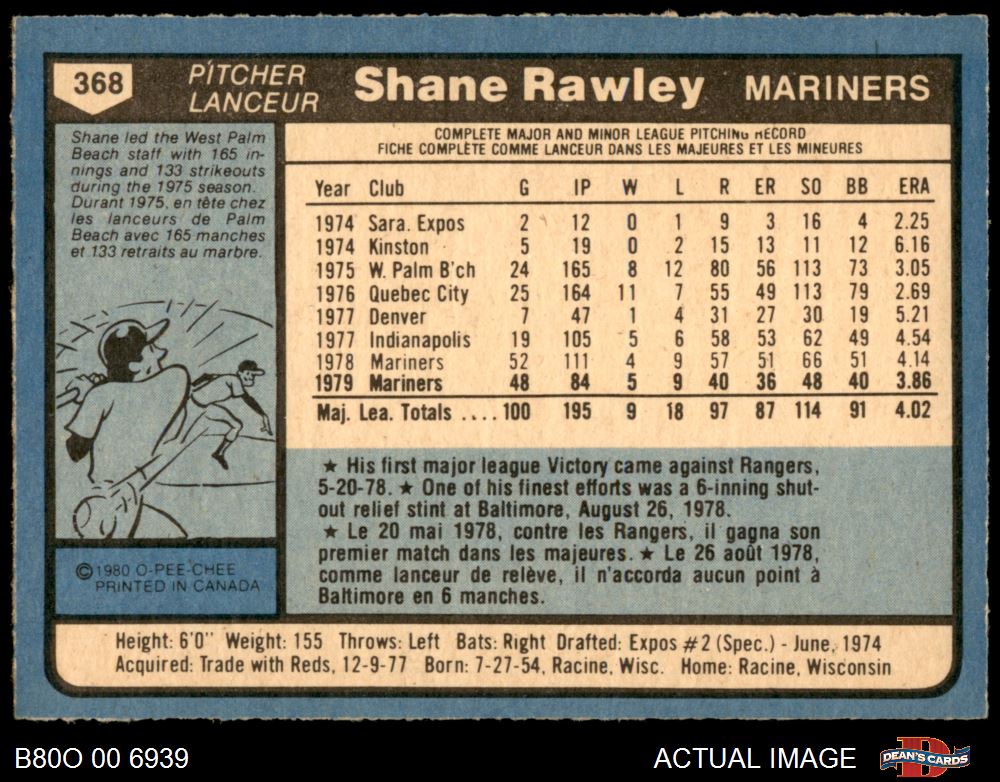 368
PITCHER
LANCEUR
Shane Rawley
MARINERS
Shane led the West Palm
Beach staff with 165 in-
nings and 133 strikeouts
during the 1975 season.
Durant 1975, en tête chez
les lanceurs de Palm
Beach avec 165 manches
et 133 retraits au marbre.
COMPLETE MAJOR AND MINOR LEAGUE PITCHING RECORD
FICHE COMPLÈTE COMME LANCEUR DANS LES MAJEURES ET LES MINEURES
Year Club G IP W L R ER SO BB ERA
1974 Sara. Expos 2 12 0 1 9 3 16 4 2.25
1974 Kinston 5 19 0 2 15 13 11 12 6.16
1975 W. Palm B'ch 24 165 8 12 80 56 113 73 3.05
1976 Quebec City 25 164 11 7 55 49 113 79 2.69
1977 Denver 7 47 1 4 31 27 30 19 5.21
1977 Indianapolis 19 105 5 6 58 53 62 49 4.54
1978 Mariners 52 111 4 9 57 51 66 51 4.14
1979 Mariners 48 84 5 9 40 36 48 40 3.86
Maj. Lea. Totals .... 100 195 9 18 97 87 114 91 4.02
★ His first major league Victory came against Rangers,
5-20-78. ★ One of his finest efforts was a 6-inning shut-
out relief stint at Baltimore, August 26, 1978.
★ Le 20 mai 1978, contre les Rangers, il gagna son
premier match dans les majeures. ★ Le 26 août 1978,
comme lanceur de relève, il n'accorda aucun point à
Baltimore en 6 manches.
© 1980 O-PEE-CHEE
PRINTED IN CANADA
Height: 6'0" Weight: 155 Throws: Left Bats: Right Drafted: Expos #2 (Spec.) - June, 1974
Acquired: Trade with Reds, 12-9-77 Born: 7-27-54, Racine, Wisc. Home: Racine, Wisconsin
B80O 00 6939
ACTUAL IMAGE
DEAN'S CARDS